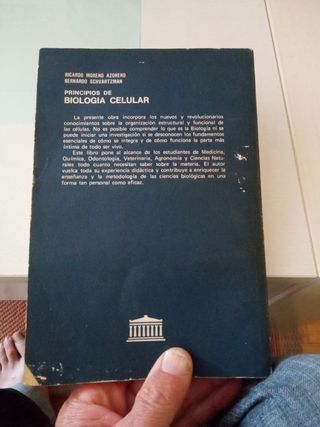 RICARDO MORENO AZORERO
BERNARDO SCHVARTZMAN
PRINCIPIOS DE
BIOLOGIA CELULAR
La presente obra incorpora los nuevos y revolucionarios
conocimientos sobre la organización estructural y funcional de
las células. No es posible comprender lo que es la Biología ni se
puede iniciar una investigación si se desconocen los fundamentos
esenciales de cómo se integra y de cómo funciona la parte más
íntima de todo ser vivo.
Este libro pone al alcance de los estudiantes de Medicina,
Química, Odontología, Veterinaria, Agronomía y Ciencias Natu-
rales todo cuanto necesitan saber sobre la materia. El autor
vuelca toda su experiencia didáctica y contribuye a enriquecer la
enseñanza y la metodología de las ciencias biológicas en una
forma tan personal como eficaz.